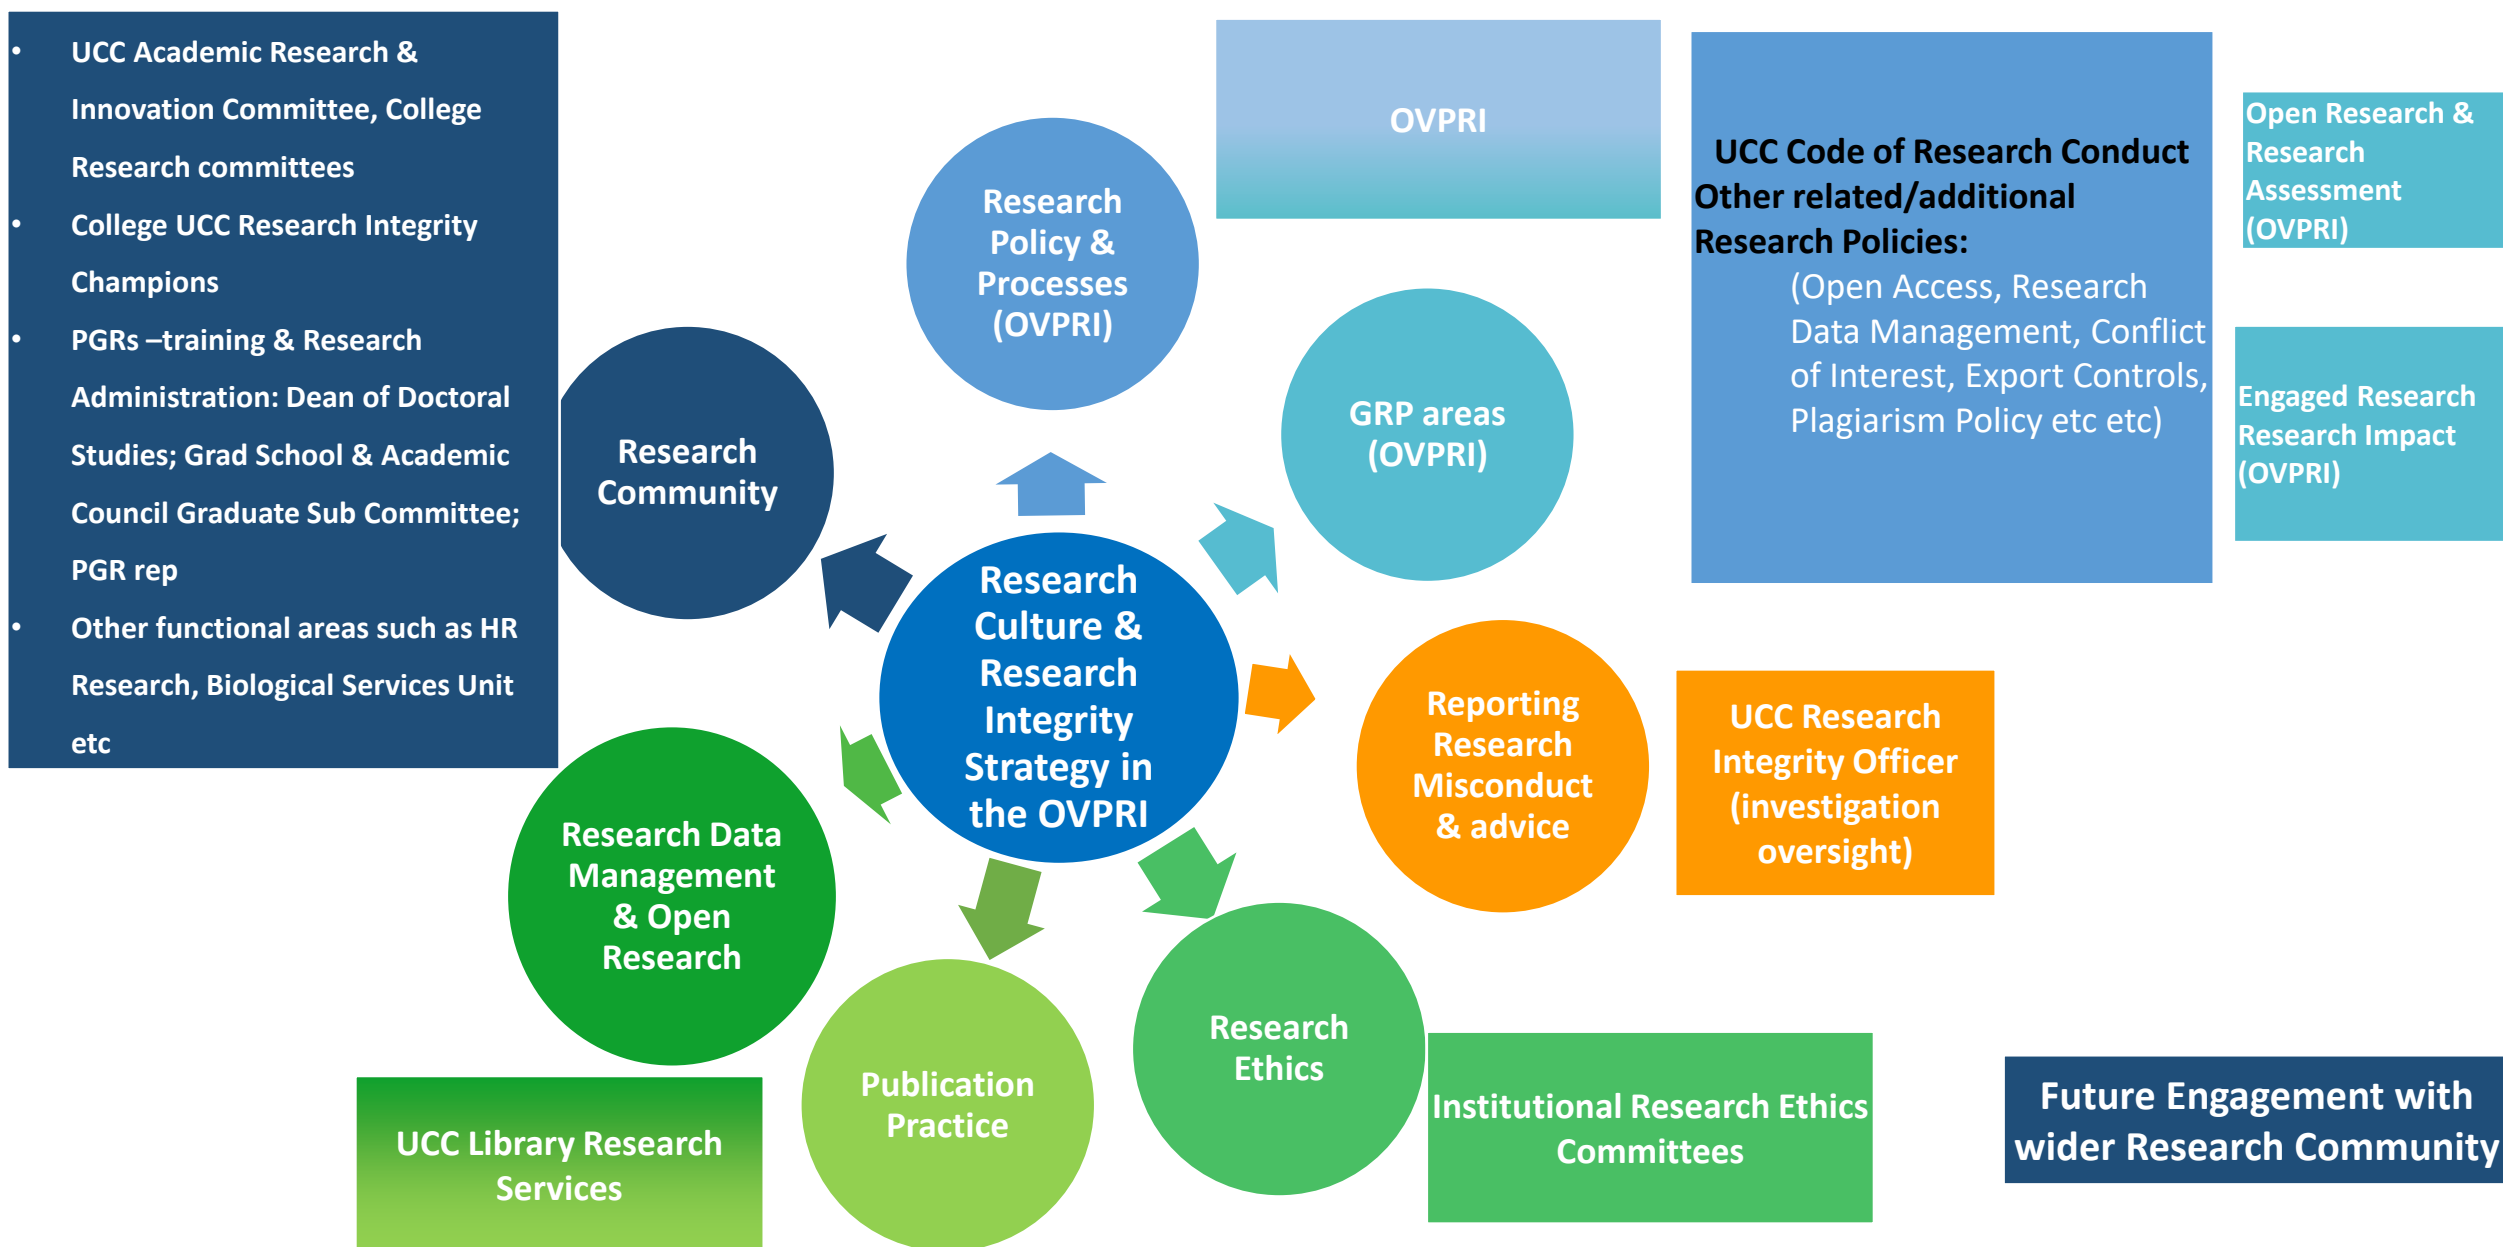 • UCC Academic Research &
Innovation Committee, College
Research committees
• College UCC Research Integrity
Champions
• PGRs –training & Research
Administration: Dean of Doctoral
Studies; Grad School & Academic
Council Graduate Sub Committee;
PGR rep
• Other functional areas such as HR
Research, Biological Services Unit
etc
Research
Community
Research
Policy &
Processes
(OVPRI)
OVPRI
GRP areas
(OVPRI)
UCC Code of Research Conduct
Other related/additional
Research Policies:
(Open Access, Research
Data Management, Conflict
of Interest, Export Controls,
Plagiarism Policy etc etc)
Open Research &
Research
Assessment
(OVPRI)
Engaged Research
Research Impact
(OVPRI)
Research
Culture &
Research
Integrity
Strategy in
the OVPRI
Reporting
Research
Misconduct
& advice
UCC Research
Integrity Officer
(investigation
oversight)
Research Data
Management
& Open
Research
Publication
Practice
Research
Ethics
UCC Library Research
Services
Institutional Research Ethics
Committees
Future Engagement with
wider Research Community